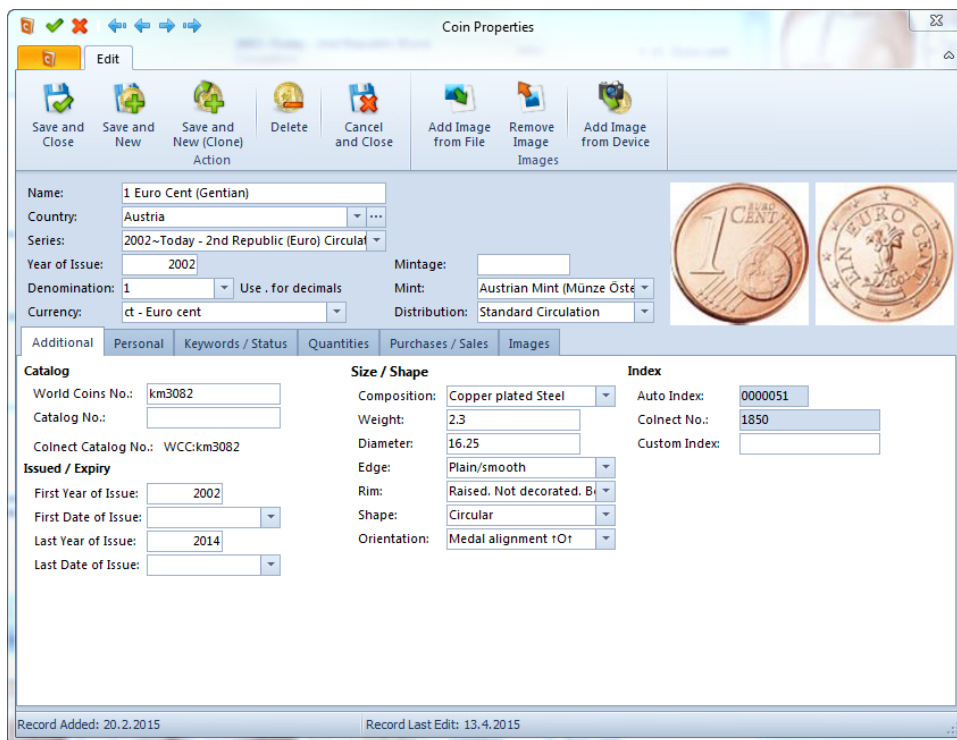 Coin Properties
Edit
Save and Close
Save and New
Save and New (Clone)
Delete
Cancel and Close
Add Image from File
Remove Image
Add Image from Device
Action
Images
Name: 1 Euro Cent (Gentian)
Country: Austria
Series: 2002~Today - 2nd Republic (Euro) Circulat
Year of Issue: 2002
Mintage:
Denomination: 1 Use . for decimals
Mint: Austrian Mint (Münze Öste
Currency: ct - Euro cent
Distribution: Standard Circulation
1 EURO CENT
EIN EURO CENT
Additional Personal Keywords / Status Quantities Purchases / Sales Images
Catalog
World Coins No.: km3082
Catalog No.:
Colnect Catalog No.: WCC:km3082
Issued / Expiry
First Year of Issue: 2002
First Date of Issue:
Last Year of Issue: 2014
Last Date of Issue:
Size / Shape
Composition: Copper plated Steel
Weight: 2.3
Diameter: 16.25
Edge: Plain/smooth
Rim: Raised. Not decorated. Bo
Shape: Circular
Orientation: Medal alignment ↑O↑
Index
Auto Index: 0000051
Colnect No.: 1850
Custom Index:
Record Added: 20.2.2015
Record Last Edit: 13.4.2015